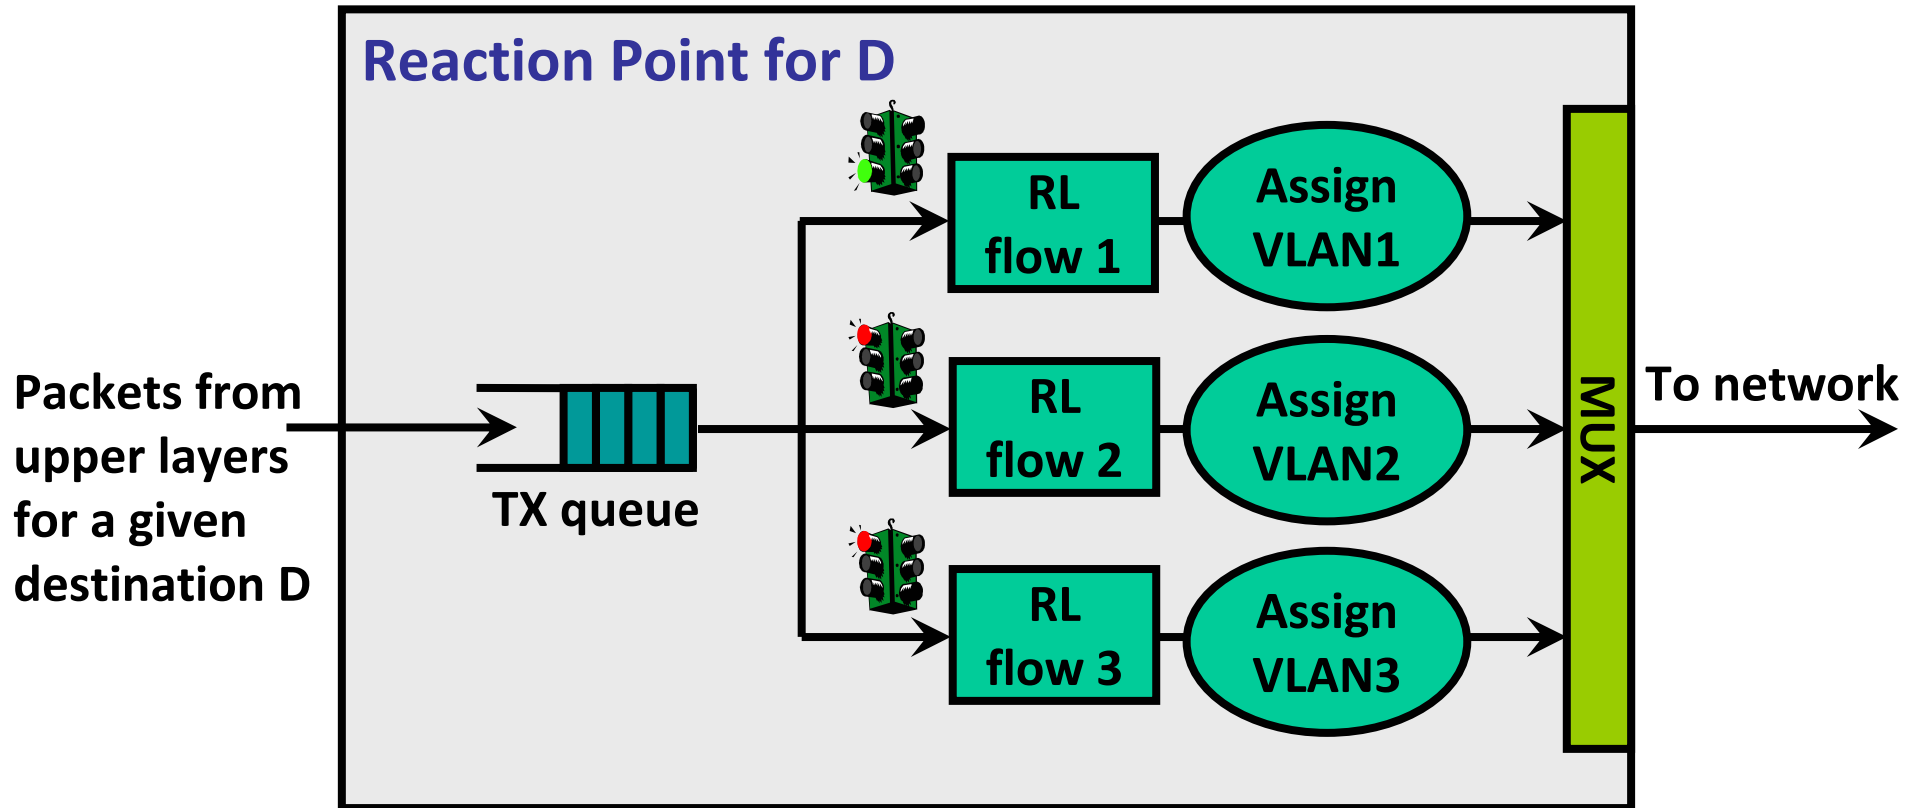 Reaction Point for D
Packets from
upper layers
for a given
destination D
TX queue
RL
flow 1
Assign
VLAN1
RL
flow 2
Assign
VLAN2
RL
flow 3
Assign
VLAN3
MUX
To network